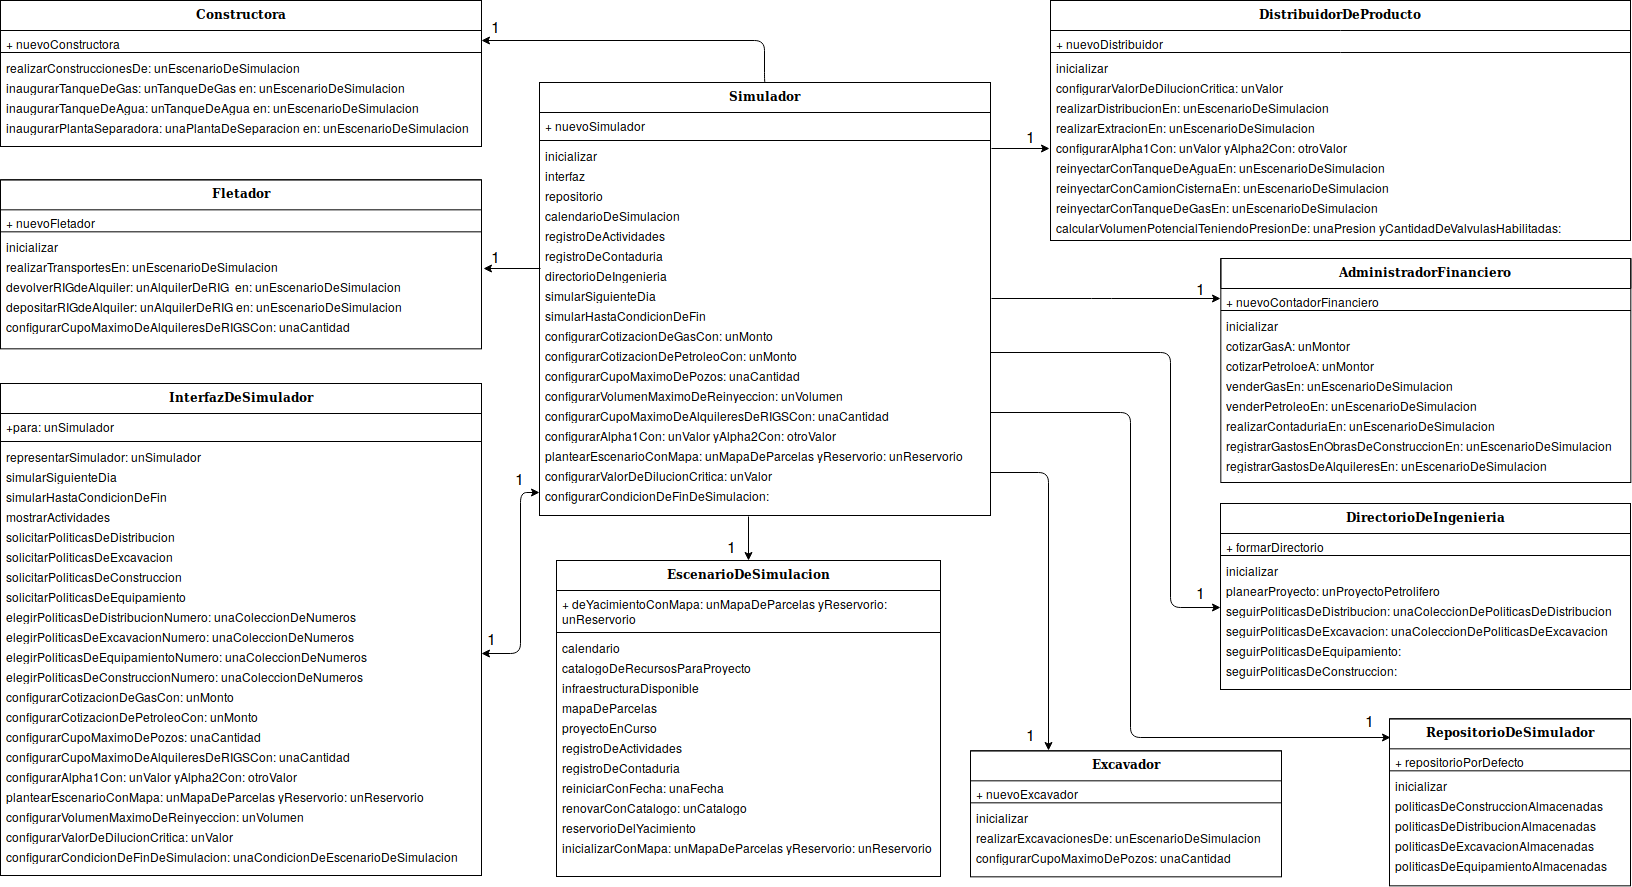 Constructora
+ nuevoConstructora
realizarConstruccionesDe: unEscenarioDeSimulacion
inaugurarTanqueDeGas: unTanqueDeGas en: unEscenarioDeSimulacion
inaugurarTanqueDeAgua: unTanqueDeAgua en: unEscenarioDeSimulacion
inaugurarPlantaSeparadora: unaPlantaDeSeparacion en: unEscenarioDeSimulacion
1
Fletador
+ nuevoFletador
inicializar
realizarTransportesEn: unEscenarioDeSimulacion
devolverRIGdeAlquiler: unAlquilerDeRIG  en: unEscenarioDeSimulacion
depositarRIGdeAlquiler: unAlquilerDeRIG en: unEscenarioDeSimulacion
configurarCupoMaximoDeAlquileresDeRIGSCon: unaCantidad
1
InterfazDeSimulador
+para: unSimulador
representarSimulador: unSimulador
simularSiguienteDia
simularHastaCondicionDeFin
mostrarActividades
solicitarPoliticasDeDistribucion
solicitarPoliticasDeExcavacion
solicitarPoliticasDeConstruccion
solicitarPoliticasDeEquipamiento
elegirPoliticasDeDistribucionNumero: unaColeccionDeNumeros
elegirPoliticasDeExcavacionNumero: unaColeccionDeNumeros
elegirPoliticasDeEquipamientoNumero: unaColeccionDeNumeros
elegirPoliticasDeConstruccionNumero: unaColeccionDeNumeros
configurarCotizacionDeGasCon: unMonto
configurarCotizacionDePetroleoCon: unMonto
configurarCupoMaximoDePozos: unaCantidad
configurarCupoMaximoDeAlquileresDeRIGSCon: unaCantidad
configurarAlpha1Con: unValor yAlpha2Con: otroValor
plantearEscenarioConMapa: unMapaDeParcelas yReservorio: unReservorio
configurarVolumenMaximoDeReinyeccion: unVolumen
configurarValorDeDilucionCritica: unValor
configurarCondicionDeFinDeSimulacion: unaCondicionDeEscenarioDeSimulacion
1
1
Simulador
+ nuevoSimulador
inicializar
interfaz
repositorio
calendarioDeSimulacion
registroDeActividades
registroDeContaduria
directorioDeIngenieria
simularSiguienteDia
simularHastaCondicionDeFin
configurarCotizacionDeGasCon: unMonto
configurarCotizacionDePetroleoCon: unMonto
configurarCupoMaximoDePozos: unaCantidad
configurarVolumenMaximoDeReinyeccion: unVolumen
configurarCupoMaximoDeAlquileresDeRIGSCon: unaCantidad
configurarAlpha1Con: unValor yAlpha2Con: otroValor
plantearEscenarioConMapa: unMapaDeParcelas yReservorio: unReservorio
configurarValorDeDilucionCritica: unValor
configurarCondicionDeFinDeSimulacion:
1
EscenarioDeSimulacion
+ deYacimientoConMapa: unMapaDeParcelas yReservorio:
unReservorio
calendario
catalogoDeRecursosParaProyecto
infraestructuraDisponible
mapaDeParcelas
proyectoEnCurso
registroDeActividades
registroDeContaduria
reiniciarConFecha: unaFecha
renovarConCatalogo: unCatalogo
reservorioDelYacimiento
inicializarConMapa: unMapaDeParcelas yReservorio: unReservorio
1
DistribuidorDeProducto
+ nuevoDistribuidor
inicializar
configurarValorDeDilucionCritica: unValor
realizarDistribucionEn: unEscenarioDeSimulacion
realizarExtracionEn: unEscenarioDeSimulacion
configurarAlpha1Con: unValor yAlpha2Con: otroValor
reinyectarConTanqueDeAguaEn: unEscenarioDeSimulacion
reinyectarConCamionCisternaEn: unEscenarioDeSimulacion
reinyectarConTanqueDeGasEn: unEscenarioDeSimulacion
calcularVolumenPotencialTeniendoPresionDe: unaPresion yCantidadDeValvulasHabilitadas:
1
AdministradorFinanciero
+ nuevoContadorFinanciero
inicializar
cotizarGasA: unMontor
cotizarPetroloeA: unMontor
venderGasEn: unEscenarioDeSimulacion
venderPetroleoEn: unEscenarioDeSimulacion
realizarContaduriaEn: unEscenarioDeSimulacion
registrarGastosEnObrasDeConstruccionEn: unEscenarioDeSimulacion
registrarGastosDeAlquileresEn: unEscenarioDeSimulacion
1
DirectorioDeIngenieria
+ formarDirectorio
inicializar
planearProyecto: unProyectoPetrolifero
seguirPoliticasDeDistribucion: unaColeccionDePoliticasDeDistribucion
seguirPoliticasDeExcavacion: unaColeccionDePoliticasDeExcavacion
seguirPoliticasDeEquipamiento:
seguirPoliticasDeConstruccion:
1
Excavador
+ nuevoExcavador
inicializar
realizarExcavacionesDe: unEscenarioDeSimulacion
configurarCupoMaximoDePozos: unaCantidad
1
RepositorioDeSimulador
+ repositorioPorDefecto
inicializar
politicasDeConstruccionAlmacenadas
politicasDeDistribucionAlmacenadas
politicasDeExcavacionAlmacenadas
politicasDeEquipamientoAlmacenadas